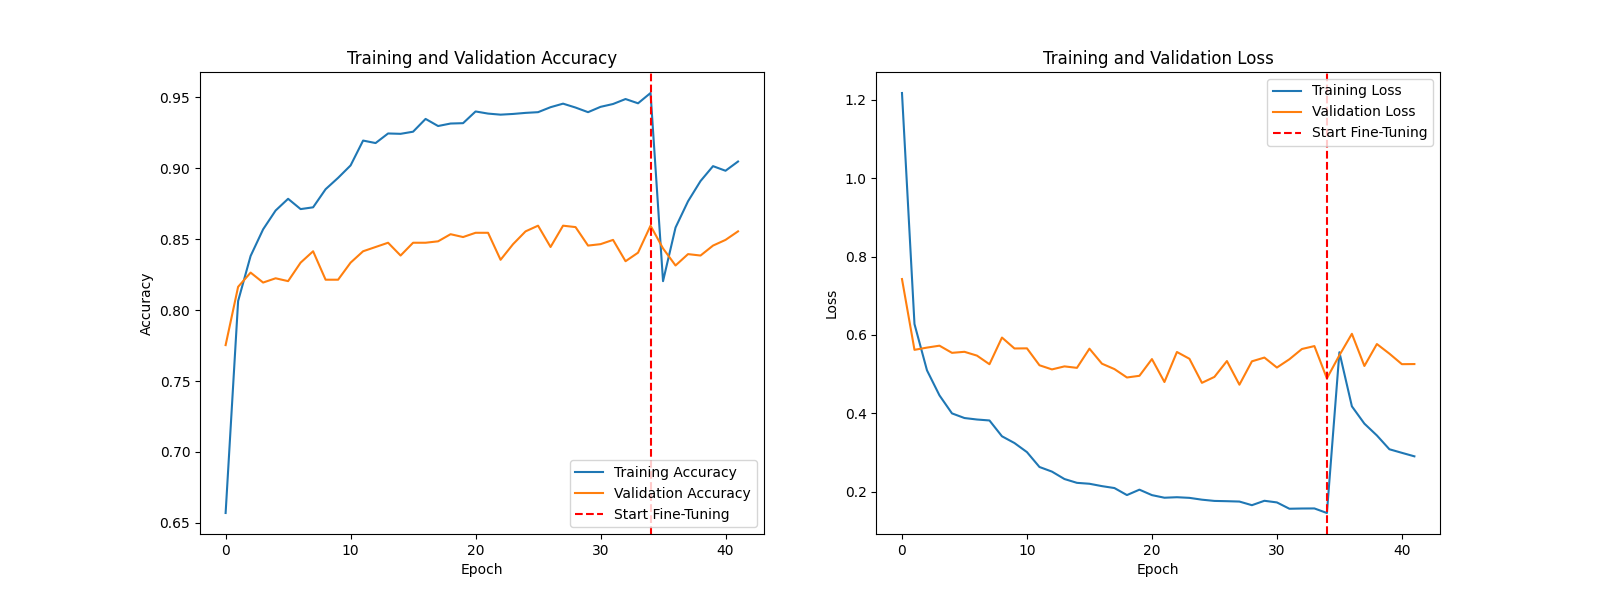 Training and Validation Accuracy
Accuracy
0.95
0.90
0.85
0.80
0.75
0.70
0.65
0
10
20
30
40
Epoch
Training Accuracy
Validation Accuracy
Start Fine-Tuning
Training and Validation Loss
Loss
1.2
1.0
0.8
0.6
0.4
0.2
0
10
20
30
40
Epoch
Training Loss
Validation Loss
Start Fine-Tuning